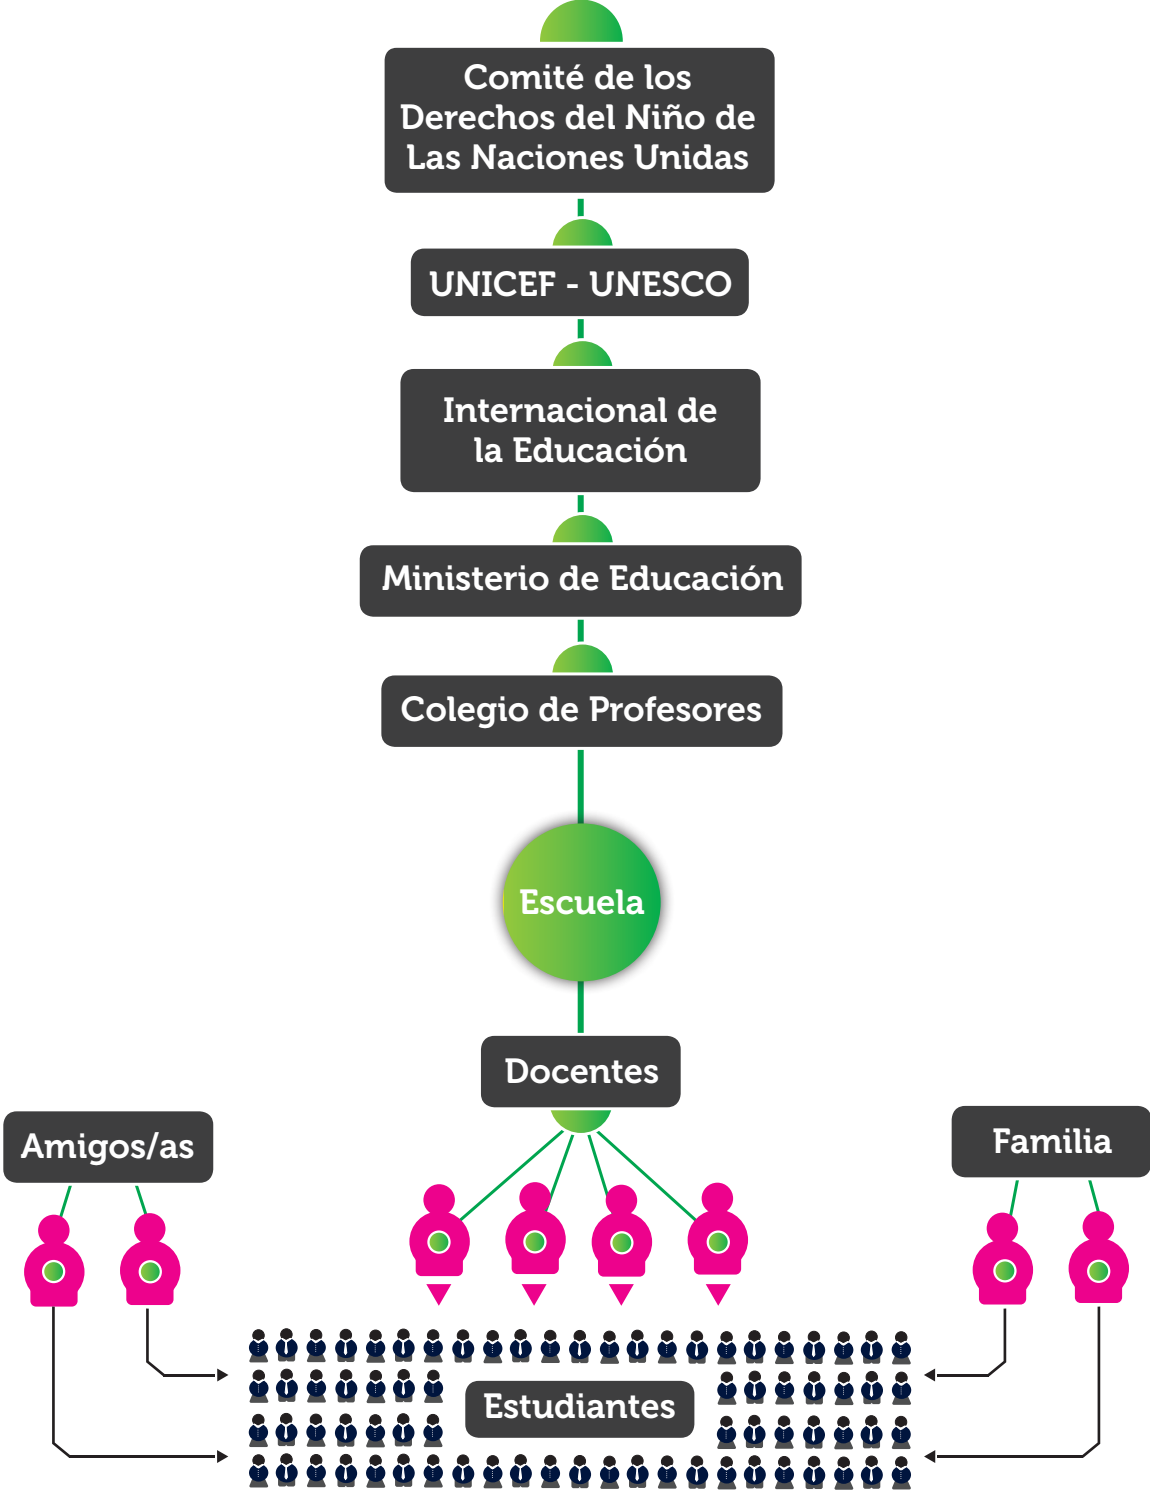 Comité de los
Derechos del Niño de
Las Naciones Unidas
UNICEF - UNESCO
Internacional de
la Educación
Ministerio de Educación
Colegio de Profesores
Escuela
Docentes
Amigos/as
Familia
Estudiantes